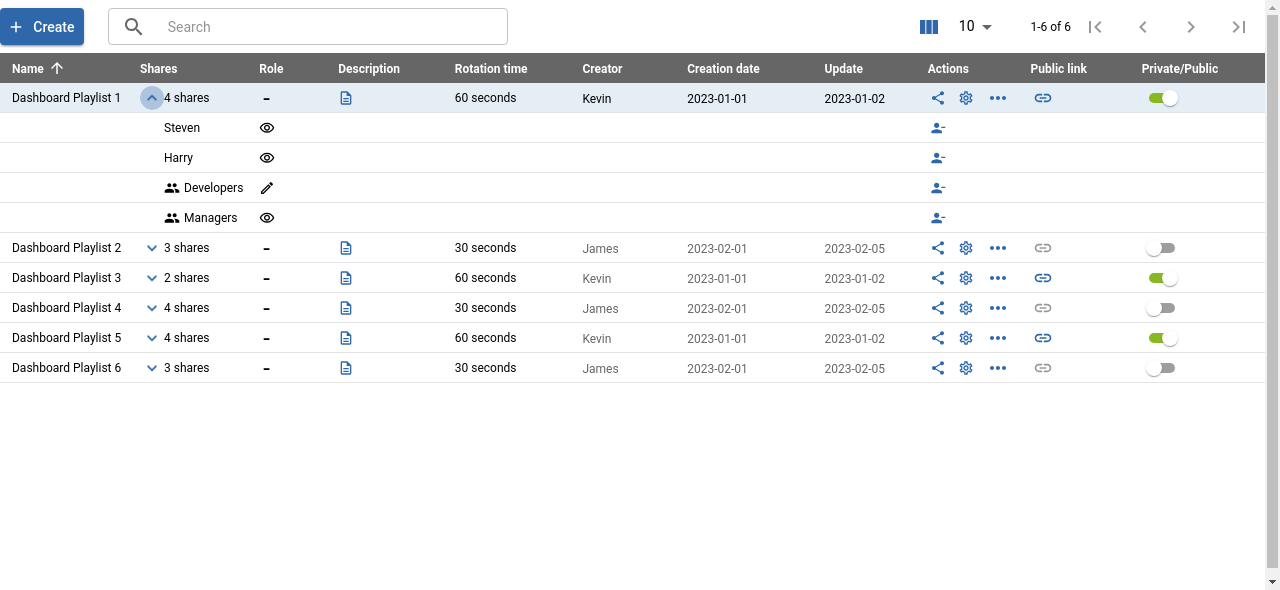 Create Search 10 1-6 of 6
Name Shares Role Description Rotation time Creator Creation date Update Actions Public link Private/Public
Dashboard Playlist 1 4 shares – 60 seconds Kevin 2023-01-01 2023-01-02
Steven
Harry
Developers
Managers
Dashboard Playlist 2 3 shares – 30 seconds James 2023-02-01 2023-02-05
Dashboard Playlist 3 2 shares – 60 seconds Kevin 2023-01-01 2023-01-02
Dashboard Playlist 4 4 shares – 30 seconds James 2023-02-01 2023-02-05
Dashboard Playlist 5 4 shares – 60 seconds Kevin 2023-01-01 2023-01-02
Dashboard Playlist 6 3 shares – 30 seconds James 2023-02-01 2023-02-05